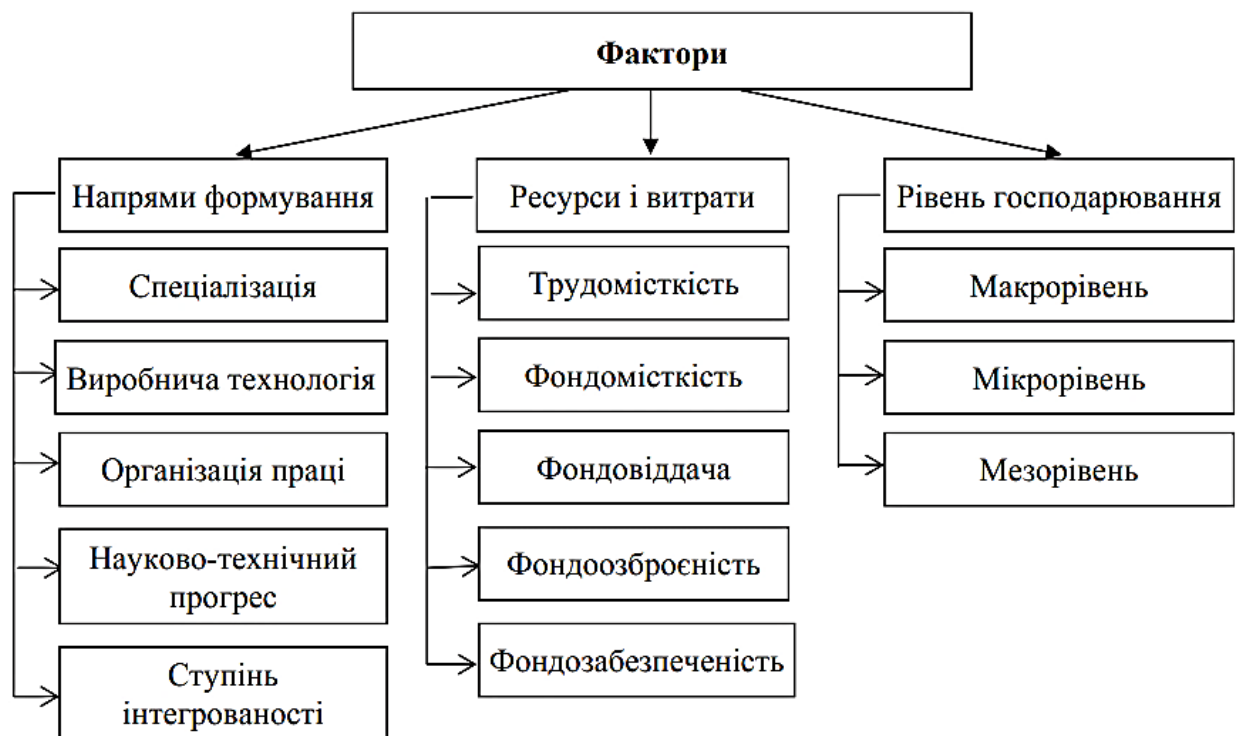 Фактори
Напрями формування
Спеціалізація
Виробнича технологія
Організація праці
Науково-технічний
прогрес
Ступінь
інтегрованості
Ресурси і витрати
Трудомісткість
Фондомісткість
Фондовіддача
Фондоозброєність
Фондозабезпеченість
Рівень господарювання
Макрорівень
Мікрорівень
Мезорівень